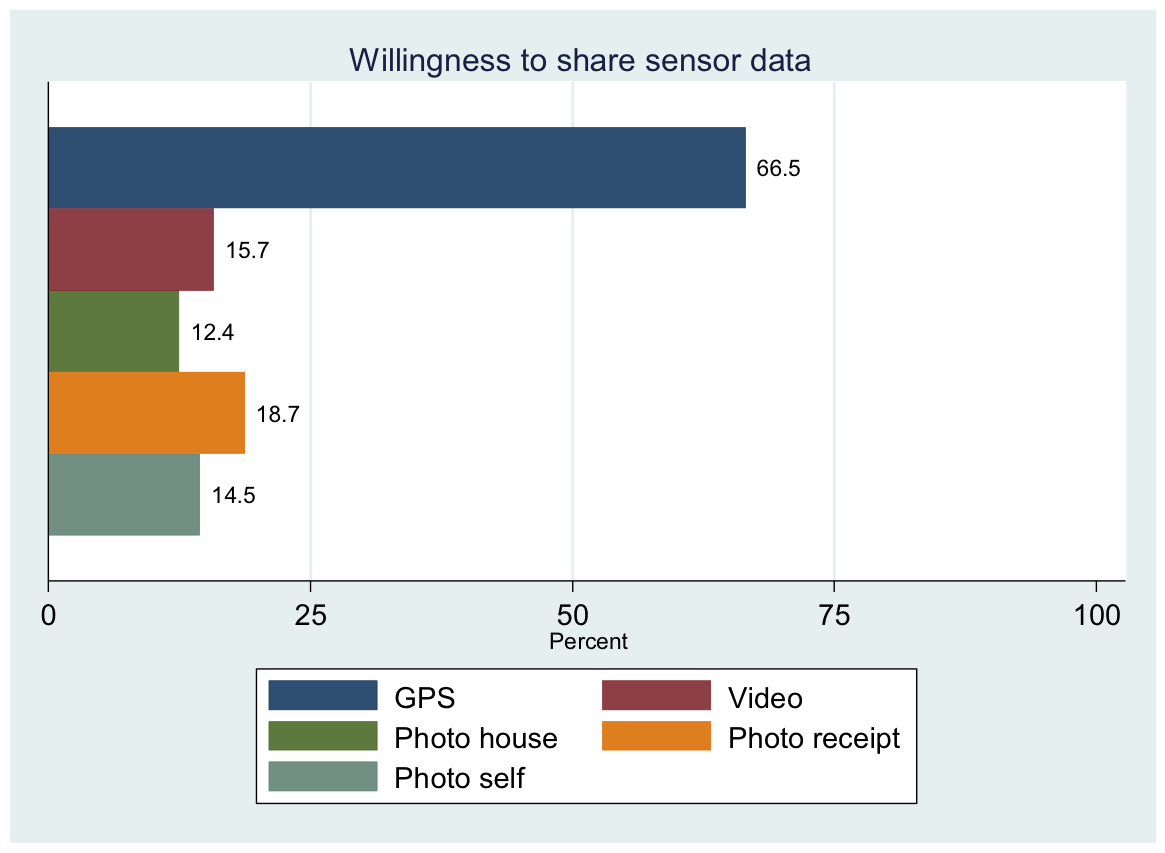 Willingness to share sensor data
66.5
15.7
12.4
18.7
14.5
0 25 50 75 100
Percent
GPS Video
Photo house Photo receipt
Photo self